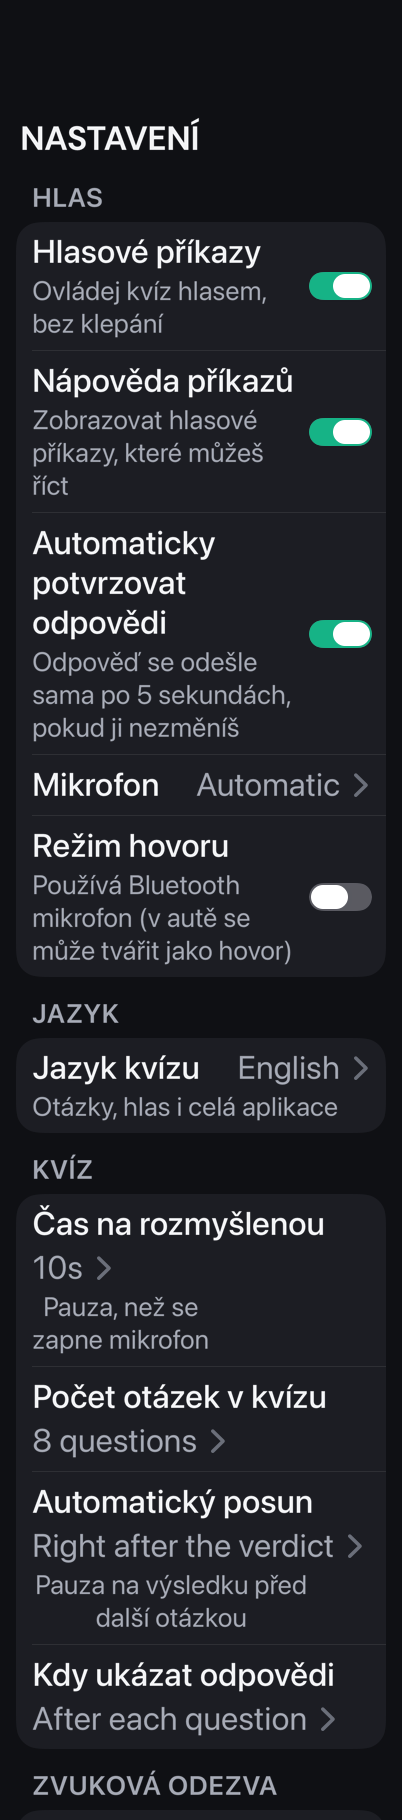 NASTAVENÍ
HLAS
Hlasové příkazy
Ovládej kvíz hlasem,
bez klepání
Nápověda příkazů
Zobrazovat hlasové
příkazy, které můžeš
říct
Automaticky
potvrzovat
odpovědi
Odpověď se odešle
sama po 5 sekundách,
pokud ji nezměníš
Mikrofon Automatic
Režim hovoru
Používá Bluetooth
mikrofon (v autě se
může tvářit jako hovor)
JAZYK
Jazyk kvízu English
Otázky, hlas i celá aplikace
KVÍZ
Čas na rozmyšlenou
10s
Pauza, než se
zapne mikrofon
Počet otázek v kvízu
8 questions
Automatický posun
Right after the verdict
Pauza na výsledku před
další otázkou
Kdy ukázat odpovědi
After each question
ZVUKOVÁ ODEZVA